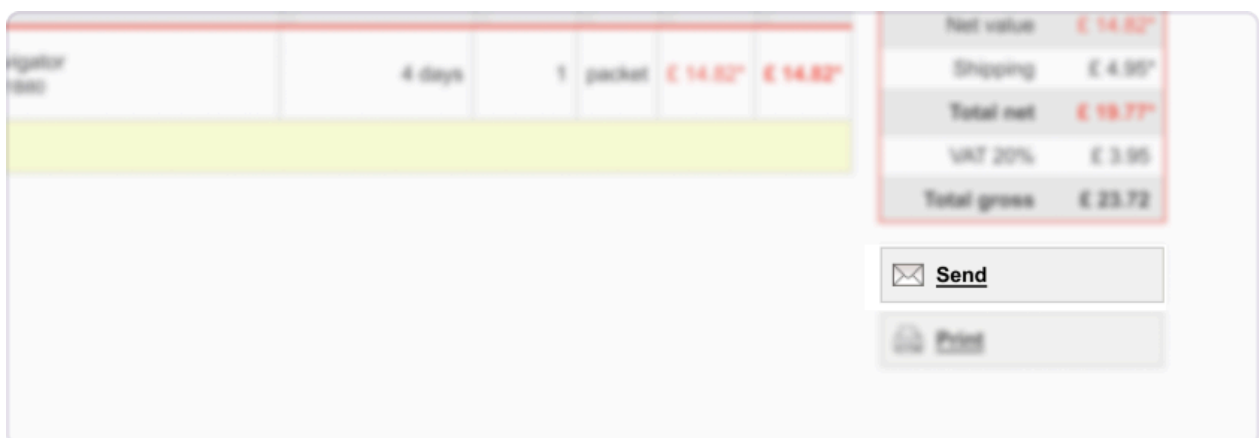 Net value £ 14.82*
4 days 1 packet £ 14.82* £ 14.82*
Shipping £ 4.95*
Total net £ 19.77*
VAT 20% £ 3.95
Total gross £ 23.72
Send
Print